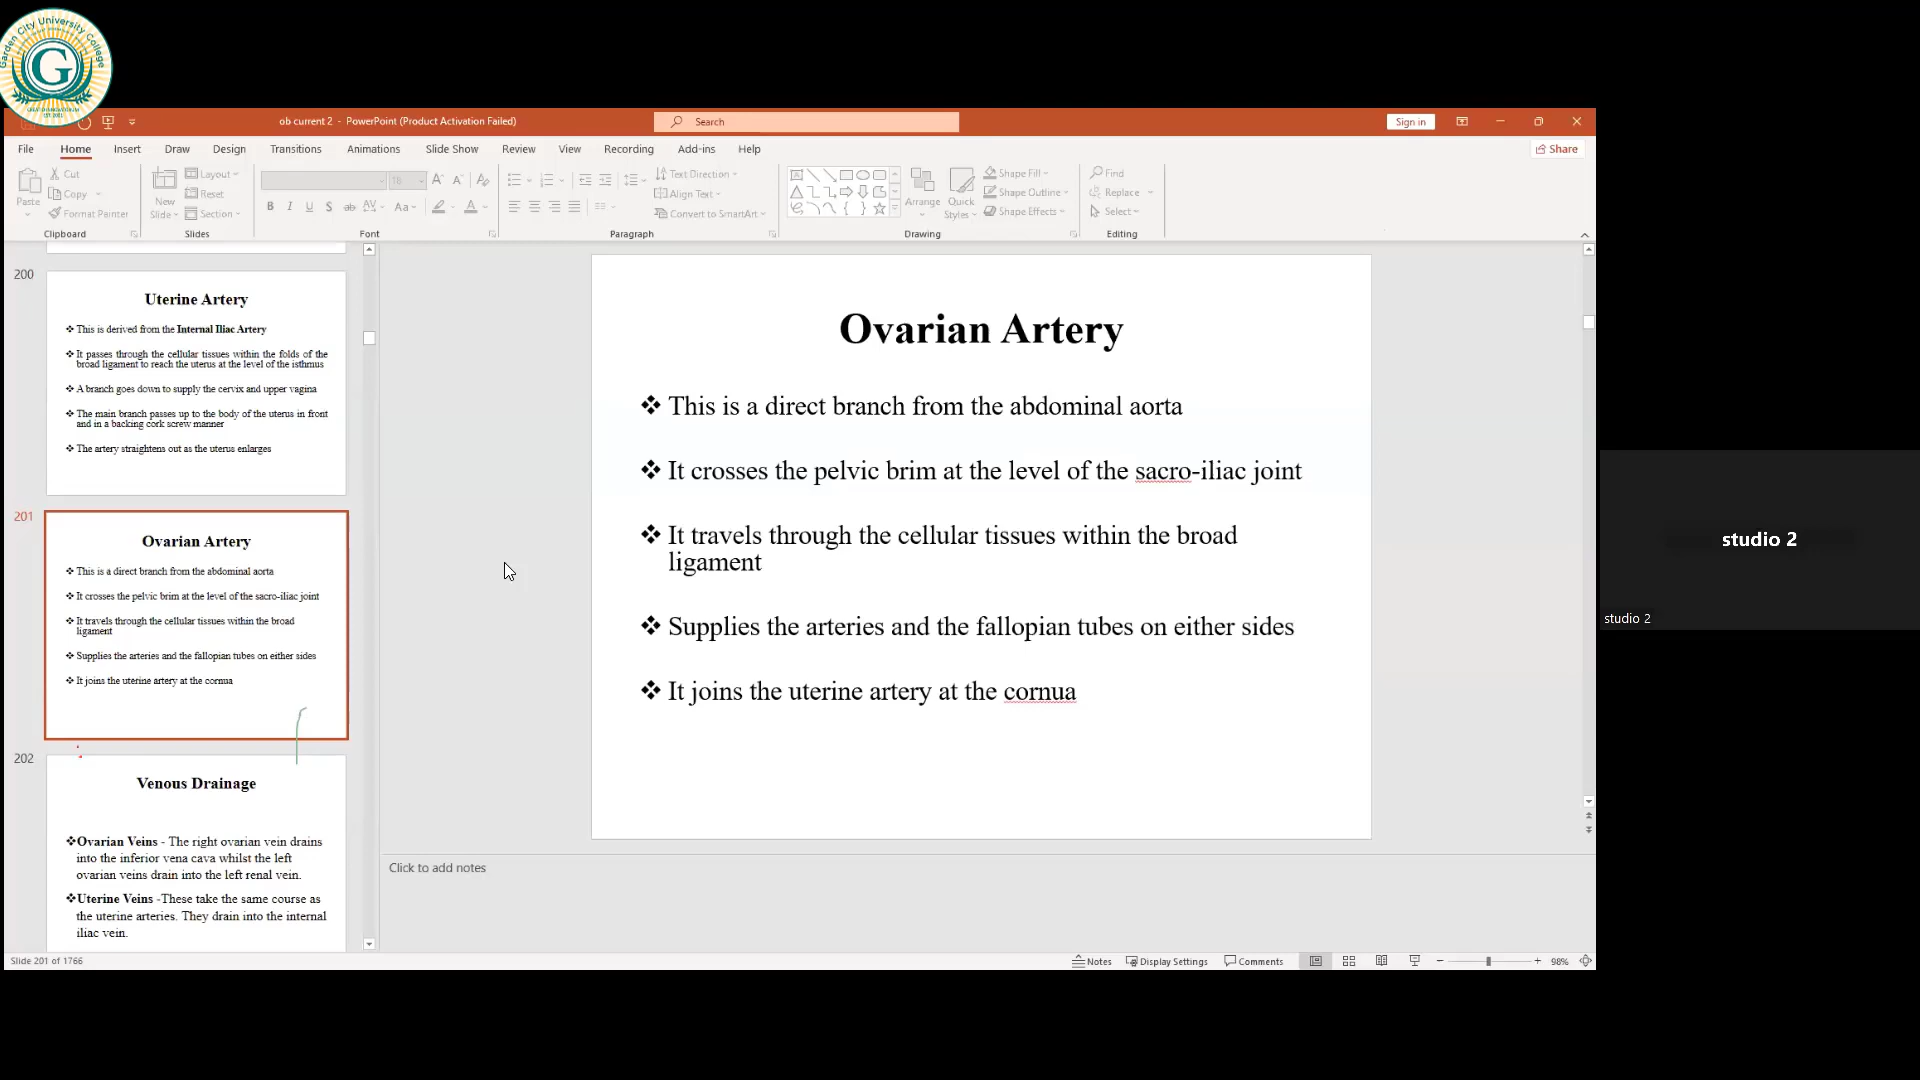 Garden City University College
G
EST. 2001
ob current 2 - PowerPoint (Product Activation Failed)
Search
Sign in
File Home Insert Draw Design Transitions Animations Slide Show Review View Recording Add-ins Help
Share
Paste
Cut
Copy
Format Painter
Clipboard
New Slide
Layout
Reset
Section
Slides
18
B I U S ab AV Aa A
Font
Text Direction
Align Text
Convert to SmartArt
Paragraph
Arrange
Quick Styles
Shape Fill
Shape Outline
Shape Effects
Drawing
Find
Replace
Select
Editing
200
Uterine Artery
❖ This is derived from the Internal Iliac Artery
❖ It passes through the cellular tissues within the folds of the
broad ligament to reach the uterus at the level of the isthmus
❖ A branch goes down to supply the cervix and upper vagina
❖ The main branch passes up to the body of the uterus in front
and in a backing cork screw manner
❖ The artery straightens out as the uterus enlarges
201
Ovarian Artery
❖ This is a direct branch from the abdominal aorta
❖ It crosses the pelvic brim at the level of the sacro-iliac joint
❖ It travels through the cellular tissues within the broad
ligament
❖ Supplies the arteries and the fallopian tubes on either sides
❖ It joins the uterine artery at the cornua
202
Venous Drainage
❖Ovarian Veins - The right ovarian vein drains
into the inferior vena cava whilst the left
ovarian veins drain into the left renal vein.
❖Uterine Veins -These take the same course as
the uterine arteries. They drain into the internal
iliac vein.
Ovarian Artery
❖ This is a direct branch from the abdominal aorta
❖ It crosses the pelvic brim at the level of the sacro-iliac joint
❖ It travels through the cellular tissues within the broad
ligament
❖ Supplies the arteries and the fallopian tubes on either sides
❖ It joins the uterine artery at the cornua
Click to add notes
Slide 201 of 1766
Notes
Display Settings
Comments
98%
studio 2
studio 2